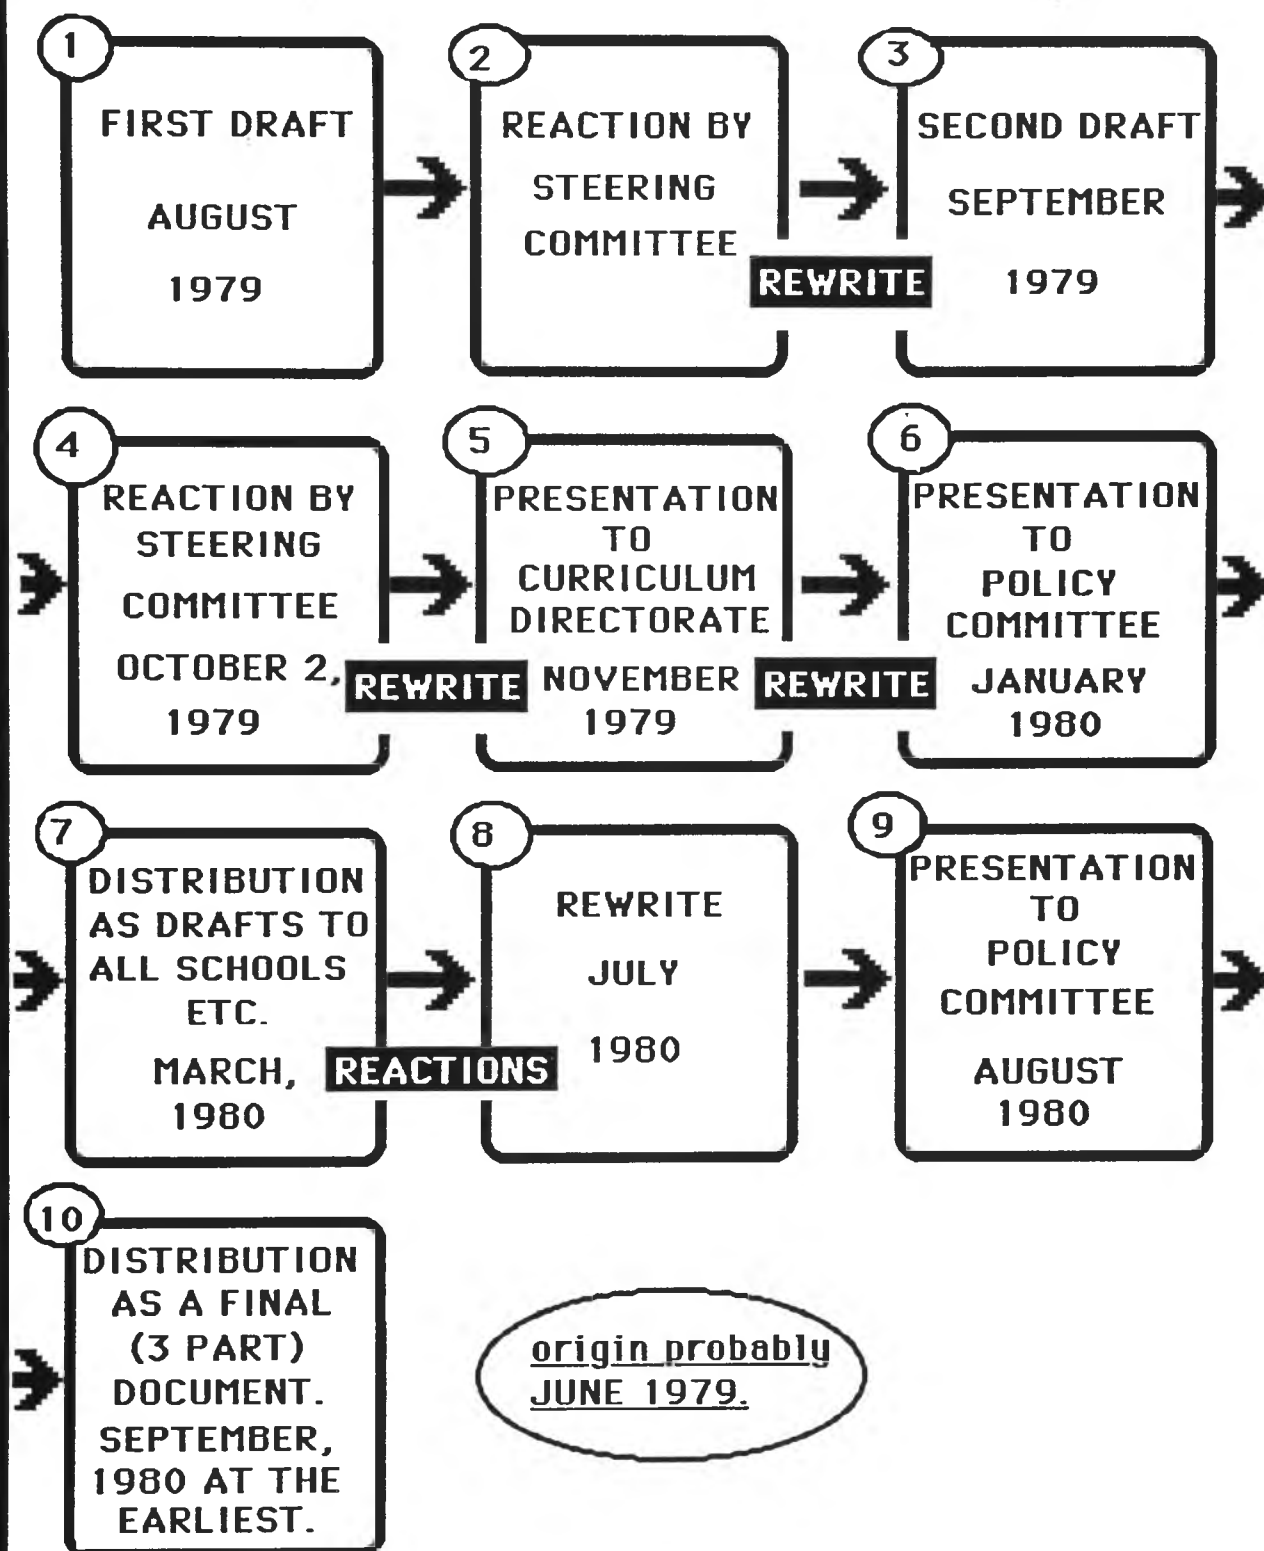 1
FIRST DRAFT
AUGUST
1979
2
REACTION BY
STEERING
COMMITTEE
REWRITE
3
SECOND DRAFT
SEPTEMBER
1979
4
REACTION BY
STEERING
COMMITTEE
OCTOBER 2,
1979
REWRITE
5
PRESENTATION
TO
CURRICULUM
DIRECTORATE
NOVEMBER
1979
REWRITE
6
PRESENTATION
TO
POLICY
COMMITTEE
JANUARY
1980
7
DISTRIBUTION
AS DRAFTS TO
ALL SCHOOLS
ETC.
MARCH,
1980
REACTIONS
8
REWRITE
JULY
1980
9
PRESENTATION
TO
POLICY
COMMITTEE
AUGUST
1980
10
DISTRIBUTION
AS A FINAL
(3 PART)
DOCUMENT.
SEPTEMBER,
1980 AT THE
EARLIEST.
origin probably
JUNE 1979.